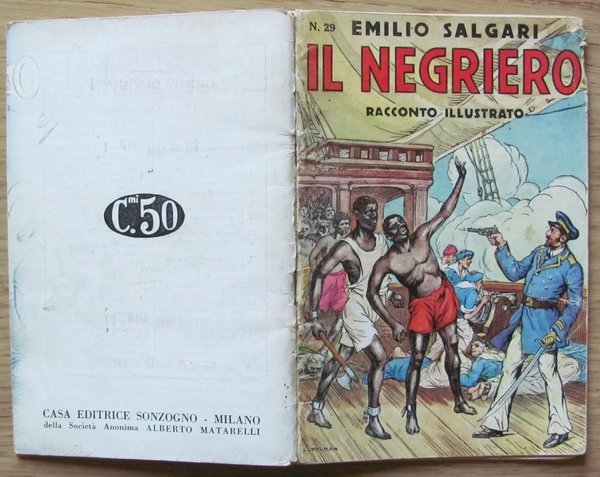 N. 29 EMILIO SALGARI
IL NEGRIERO
RACCONTO ILLUSTRATO
C.mi 50
CASA EDITRICE SONZOGNO - MILANO
della Società Anonima ALBERTO MATARELLI